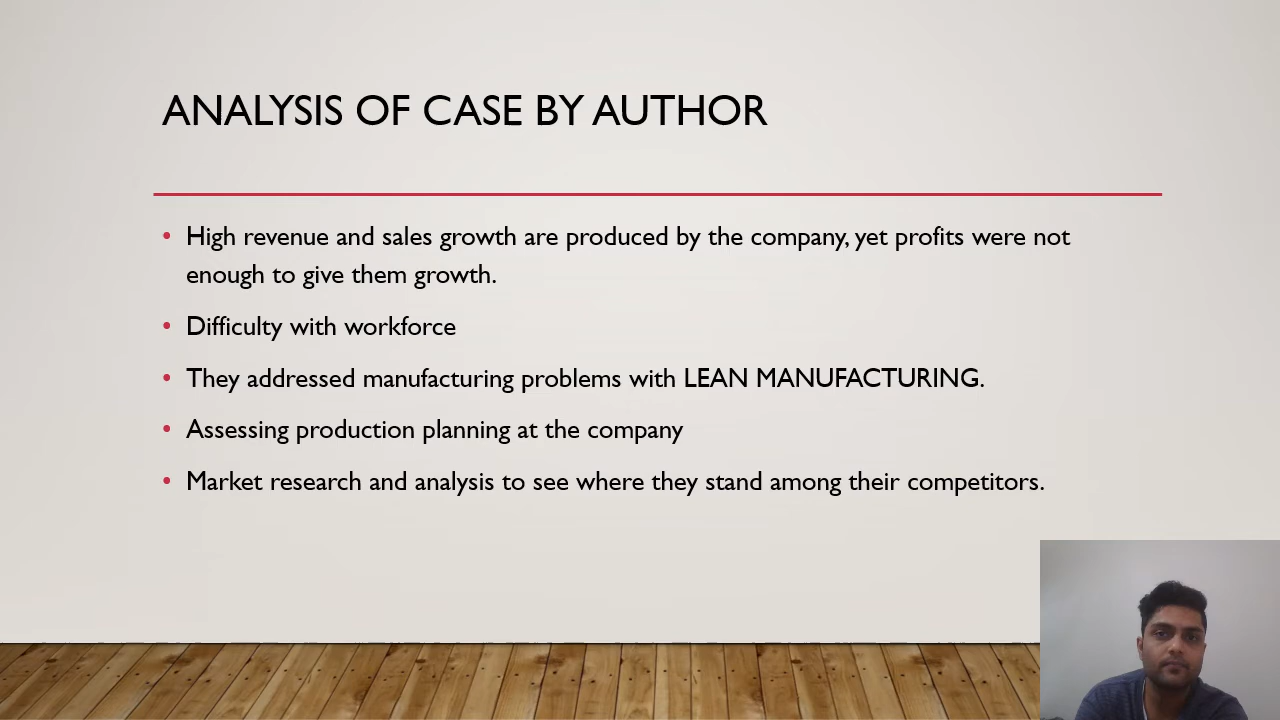 ANALYSIS OF CASE BY AUTHOR
• High revenue and sales growth are produced by the company, yet profits were not
enough to give them growth.
• Difficulty with workforce
• They addressed manufacturing problems with LEAN MANUFACTURING.
• Assessing production planning at the company
• Market research and analysis to see where they stand among their competitors.